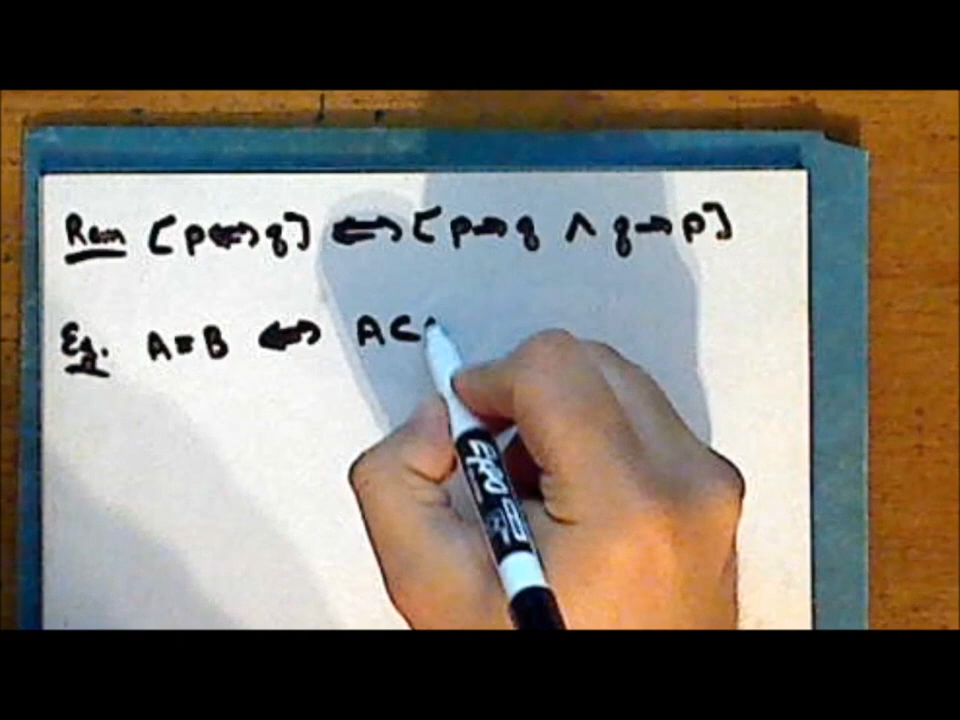 Rem [p⟺q] ⟺ [p⇒q ∧ q⇒p]
Eg. A=B ⟺ A⊂
EXPO